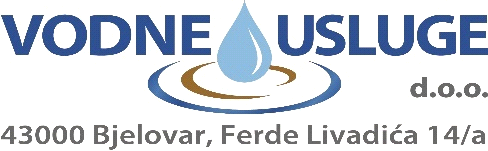 VODNE USLUGE
d.o.o.
43000 Bjelovar, Ferde Livadića 14/a